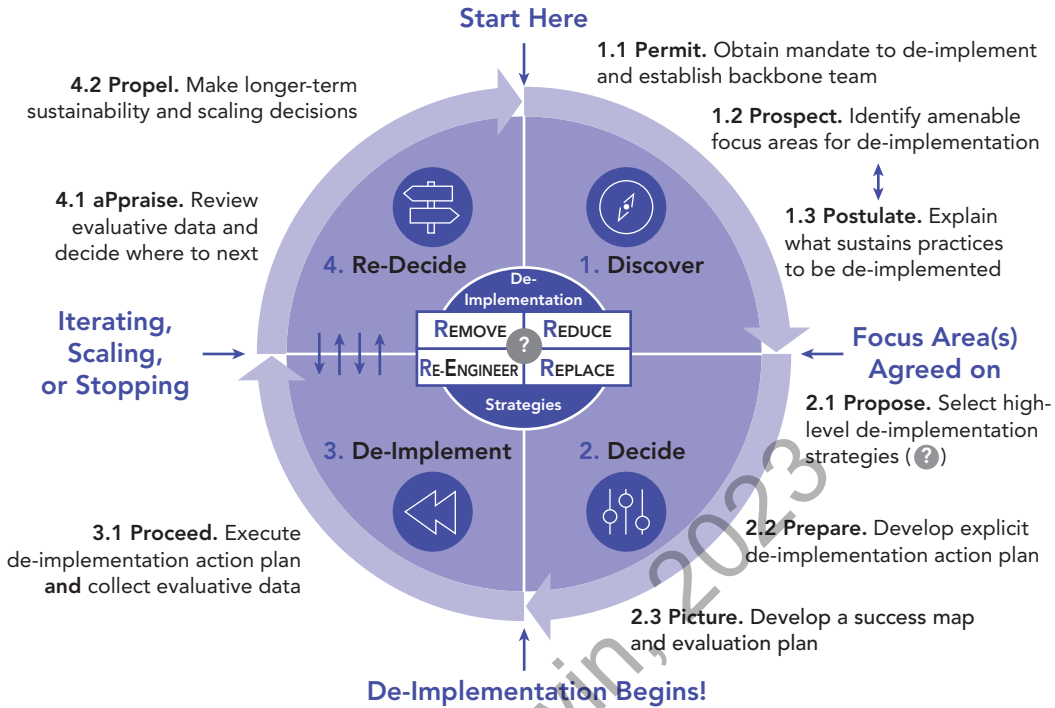 Start Here
1.1 Permit. Obtain mandate to de-implement
and establish backbone team
1.2 Prospect. Identify amenable
focus areas for de-implementation
1.3 Postulate. Explain
what sustains practices
to be de-implemented
1. Discover
Focus Area(s)
Agreed on
2.1 Propose. Select high-
level de-implementation
strategies (?)
2.2 Prepare. Develop explicit
de-implementation action plan
2.3 Picture. Develop a success map
and evaluation plan
2. Decide
De-Implementation Begins!
3.1 Proceed. Execute
de-implementation action plan
and collect evaluative data
3. De-Implement
Iterating,
Scaling,
or Stopping
4.1 aPpraise. Review
evaluative data and
decide where to next
4.2 Propel. Make longer-term
sustainability and scaling decisions
4. Re-Decide
De-
Implementation
REMOVE
REDUCE
?
RE-ENGINEER
REPLACE
Strategies
2023